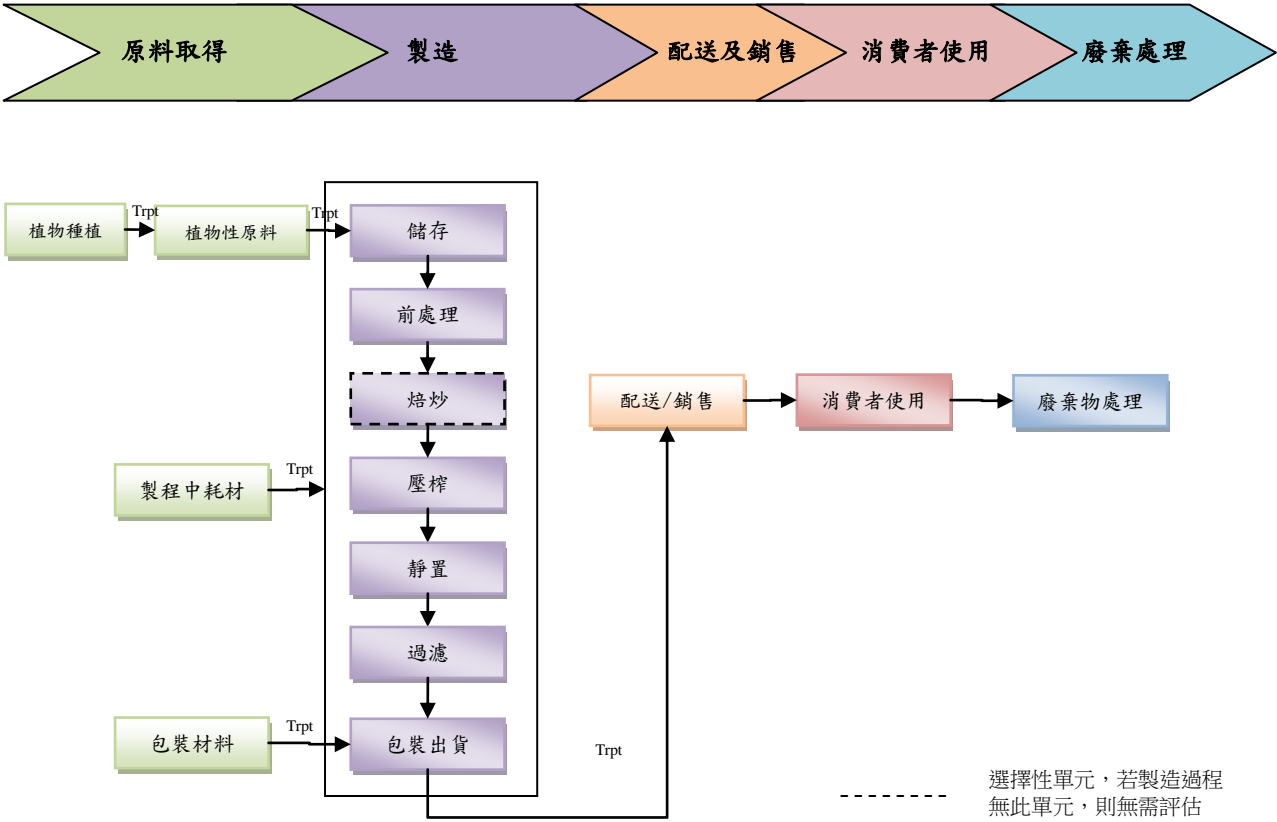 原料取得
製造
配送及銷售
消費者使用
廢棄處理
植物種植
Trpt
植物性原料
Trpt
儲存
前處理
焙炒
配送/銷售
消費者使用
廢棄物處理
壓榨
製程中耗材
Trpt
靜置
過濾
包裝材料
Trpt
包裝出貨
Trpt
選擇性單元，若製造過程
無此單元，則無需評估